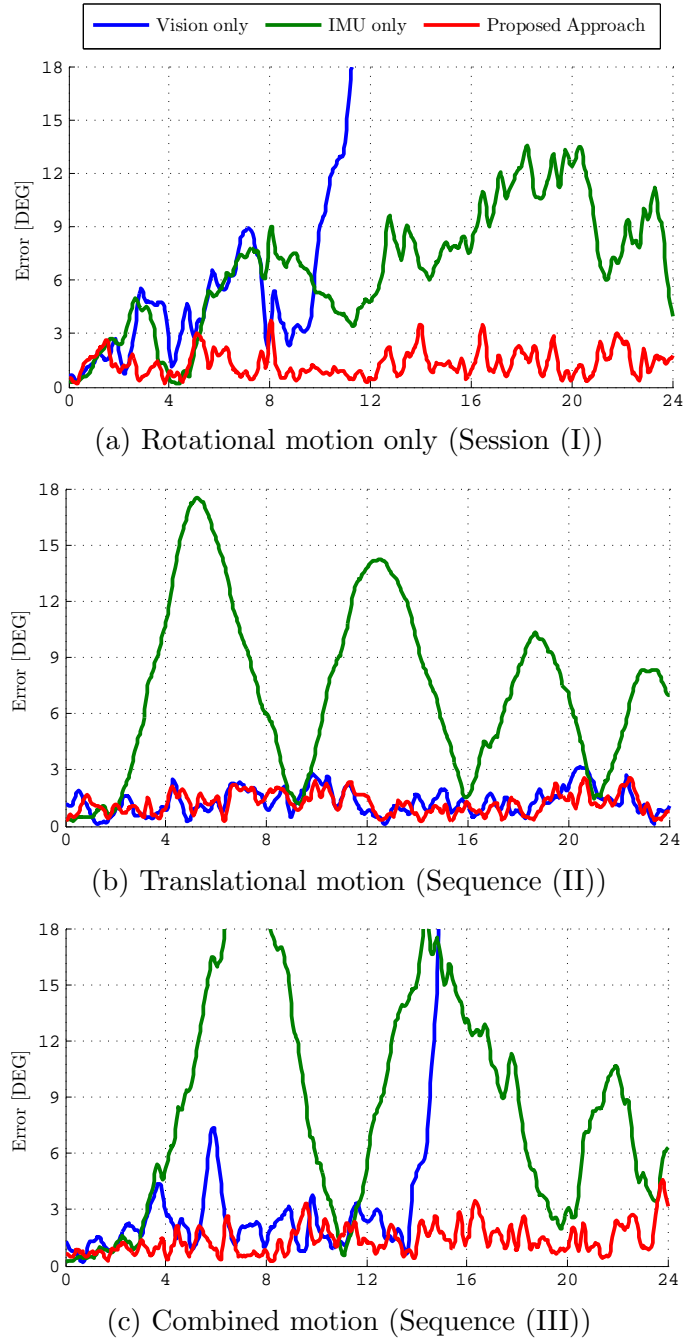 Vision only IMU only Proposed Approach
18
15
12
9
6
3
0
Error [DEG]
0 4 8 12 16 20 24
(a) Rotational motion only (Session (I))
18
15
12
9
6
3
0
Error [DEG]
0 4 8 12 16 20 24
(b) Translational motion (Sequence (II))
18
15
12
9
6
3
0
Error [DEG]
0 4 8 12 16 20 24
(c) Combined motion (Sequence (III))